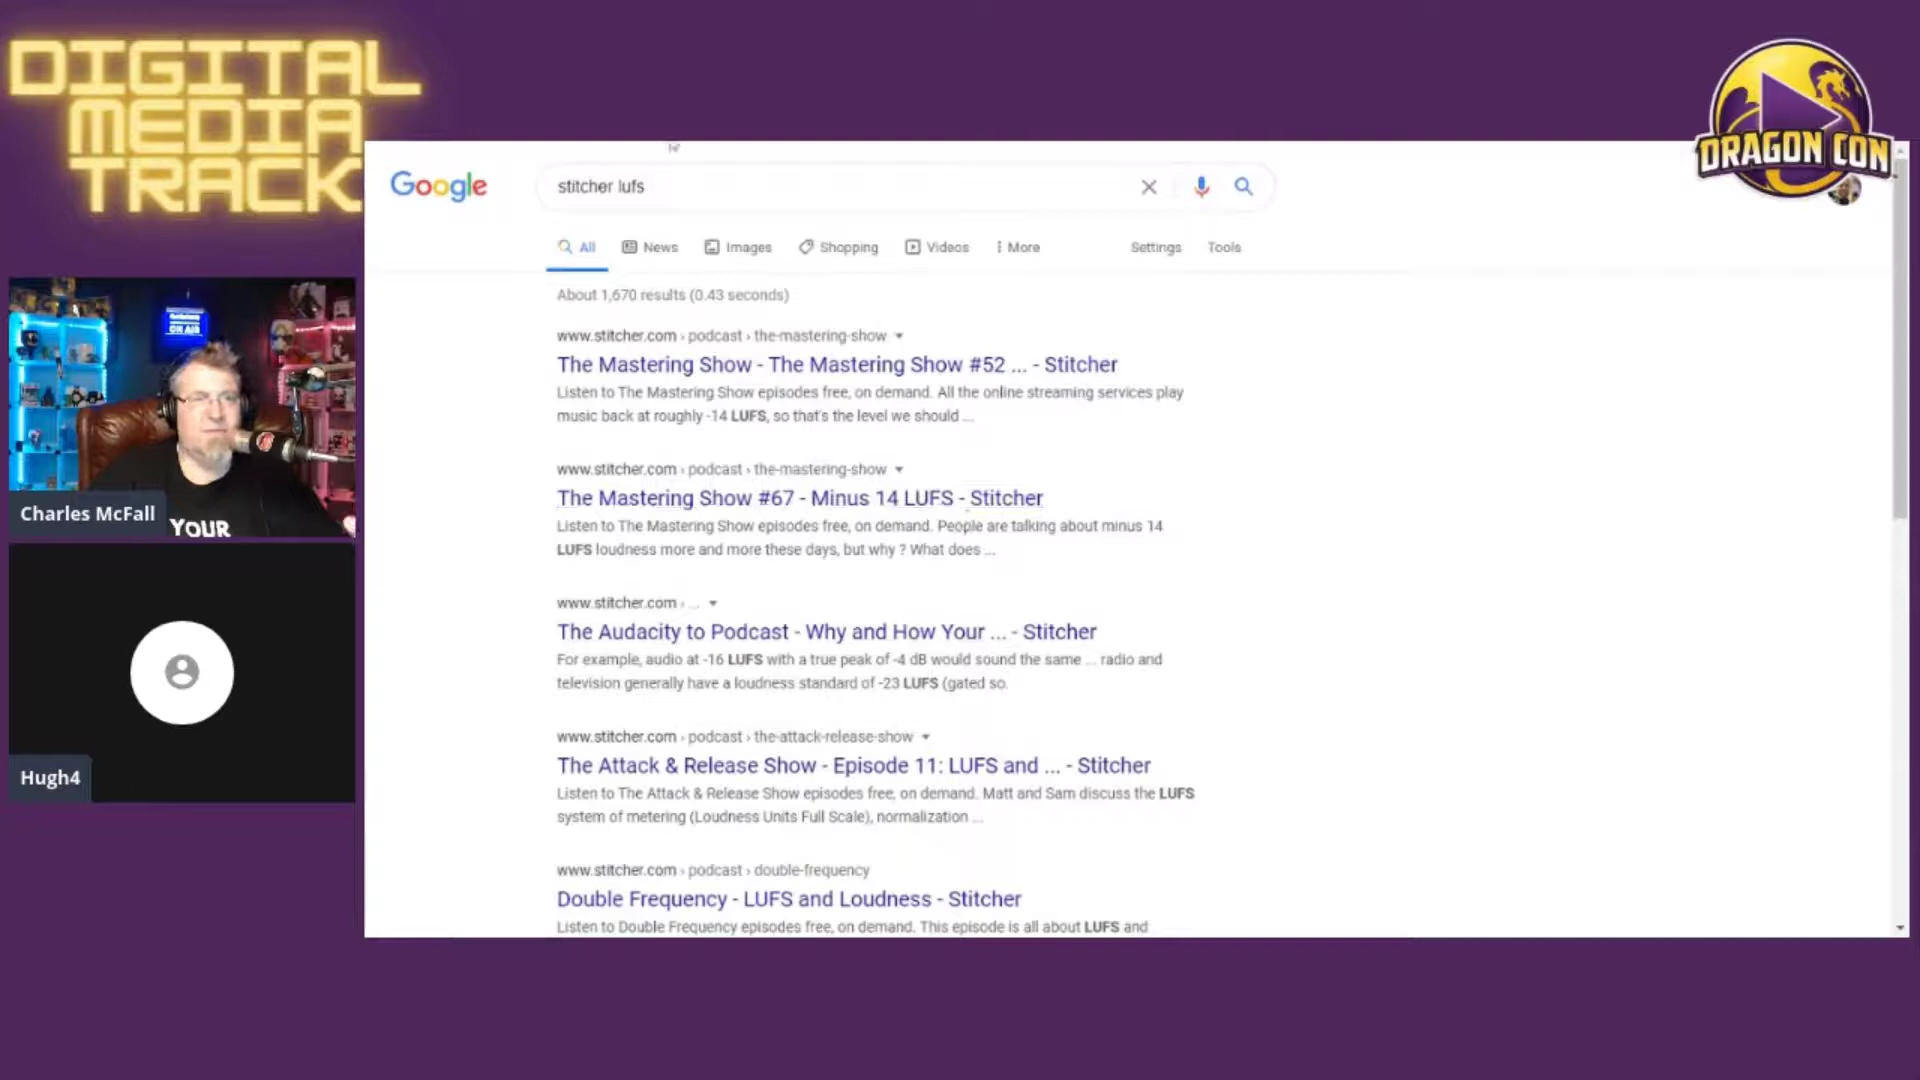 DIGITAL
MEDIA
TRACK
DRAGON CON
Google
stitcher lufs
All
News
Images
Shopping
Videos
More
Settings
Tools
About 1,670 results (0.43 seconds)
www.stitcher.com › podcast › the-mastering-show
The Mastering Show - The Mastering Show #52 ... - Stitcher
Listen to The Mastering Show episodes free, on demand. All the online streaming services play
music back at roughly -14 LUFS, so that's the level we should ...
www.stitcher.com › podcast › the-mastering-show
The Mastering Show #67 - Minus 14 LUFS - Stitcher
Listen to The Mastering Show episodes free, on demand. People are talking about minus 14
LUFS loudness more and more these days, but why ? What does ...
www.stitcher.com › ...
The Audacity to Podcast - Why and How Your ... - Stitcher
For example, audio at -16 LUFS with a true peak of -4 dB would sound the same ... radio and
television generally have a loudness standard of -23 LUFS (gated so.
www.stitcher.com › podcast › the-attack-release-show
The Attack & Release Show - Episode 11: LUFS and ... - Stitcher
Listen to The Attack & Release Show episodes free, on demand. Matt and Sam discuss the LUFS
system of metering (Loudness Units Full Scale), normalization ...
www.stitcher.com › podcast › double-frequency
Double Frequency - LUFS and Loudness - Stitcher
Listen to Double Frequency episodes free, on demand. This episode is all about LUFS and
ON AIR
Charles McFall
YOUR
Hugh4